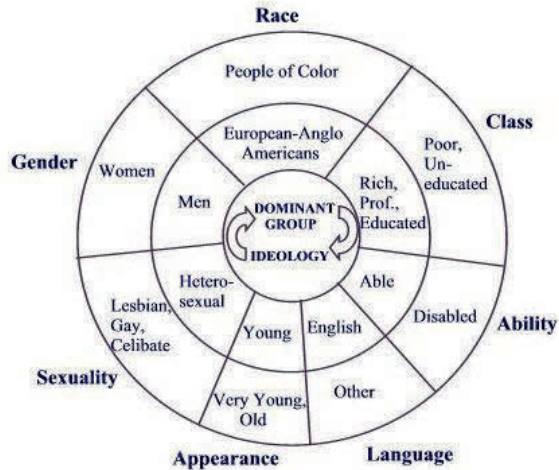 Race
People of Color
European-Anglo
Americans
Class
Poor,
Un-
educated
Rich,
Prof.,
Educated
Gender
Women
Men
DOMINANT
GROUP
IDEOLOGY
Able
Disabled
Ability
Hetero-
sexual
Lesbian,
Gay,
Celibate
Sexuality
Young
English
Very Young,
Old
Other
Appearance
Language